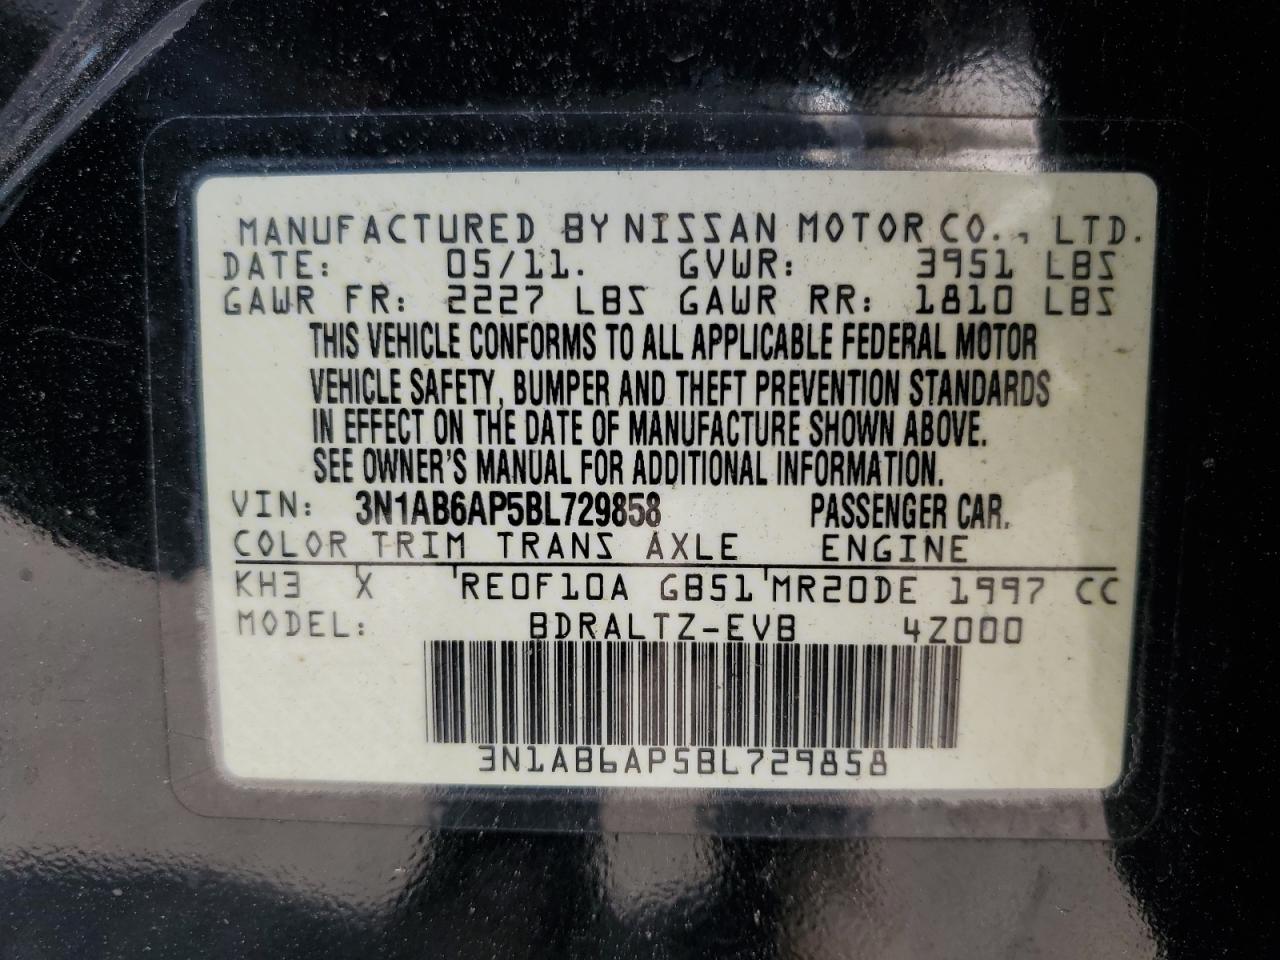 MANUFACTURED BY NISSAN MOTOR CO., LTD.
DATE: 05/11. GVWR: 3951 LBS
GAWR FR: 2227 LBS GAWR RR: 1810 LBS
THIS VEHICLE CONFORMS TO ALL APPLICABLE FEDERAL MOTOR
VEHICLE SAFETY, BUMPER AND THEFT PREVENTION STANDARDS
IN EFFECT ON THE DATE OF MANUFACTURE SHOWN ABOVE.
SEE OWNER'S MANUAL FOR ADDITIONAL INFORMATION.
VIN: 3N1AB6AP5BL729858 PASSENGER CAR.
COLOR TRIM TRANS AXLE ENGINE
KH3 X RE0F10A GB51 MR20DE 1997 CC
MODEL: BDRALTZ-EVB 4Z000
3N1AB6AP5BL729858